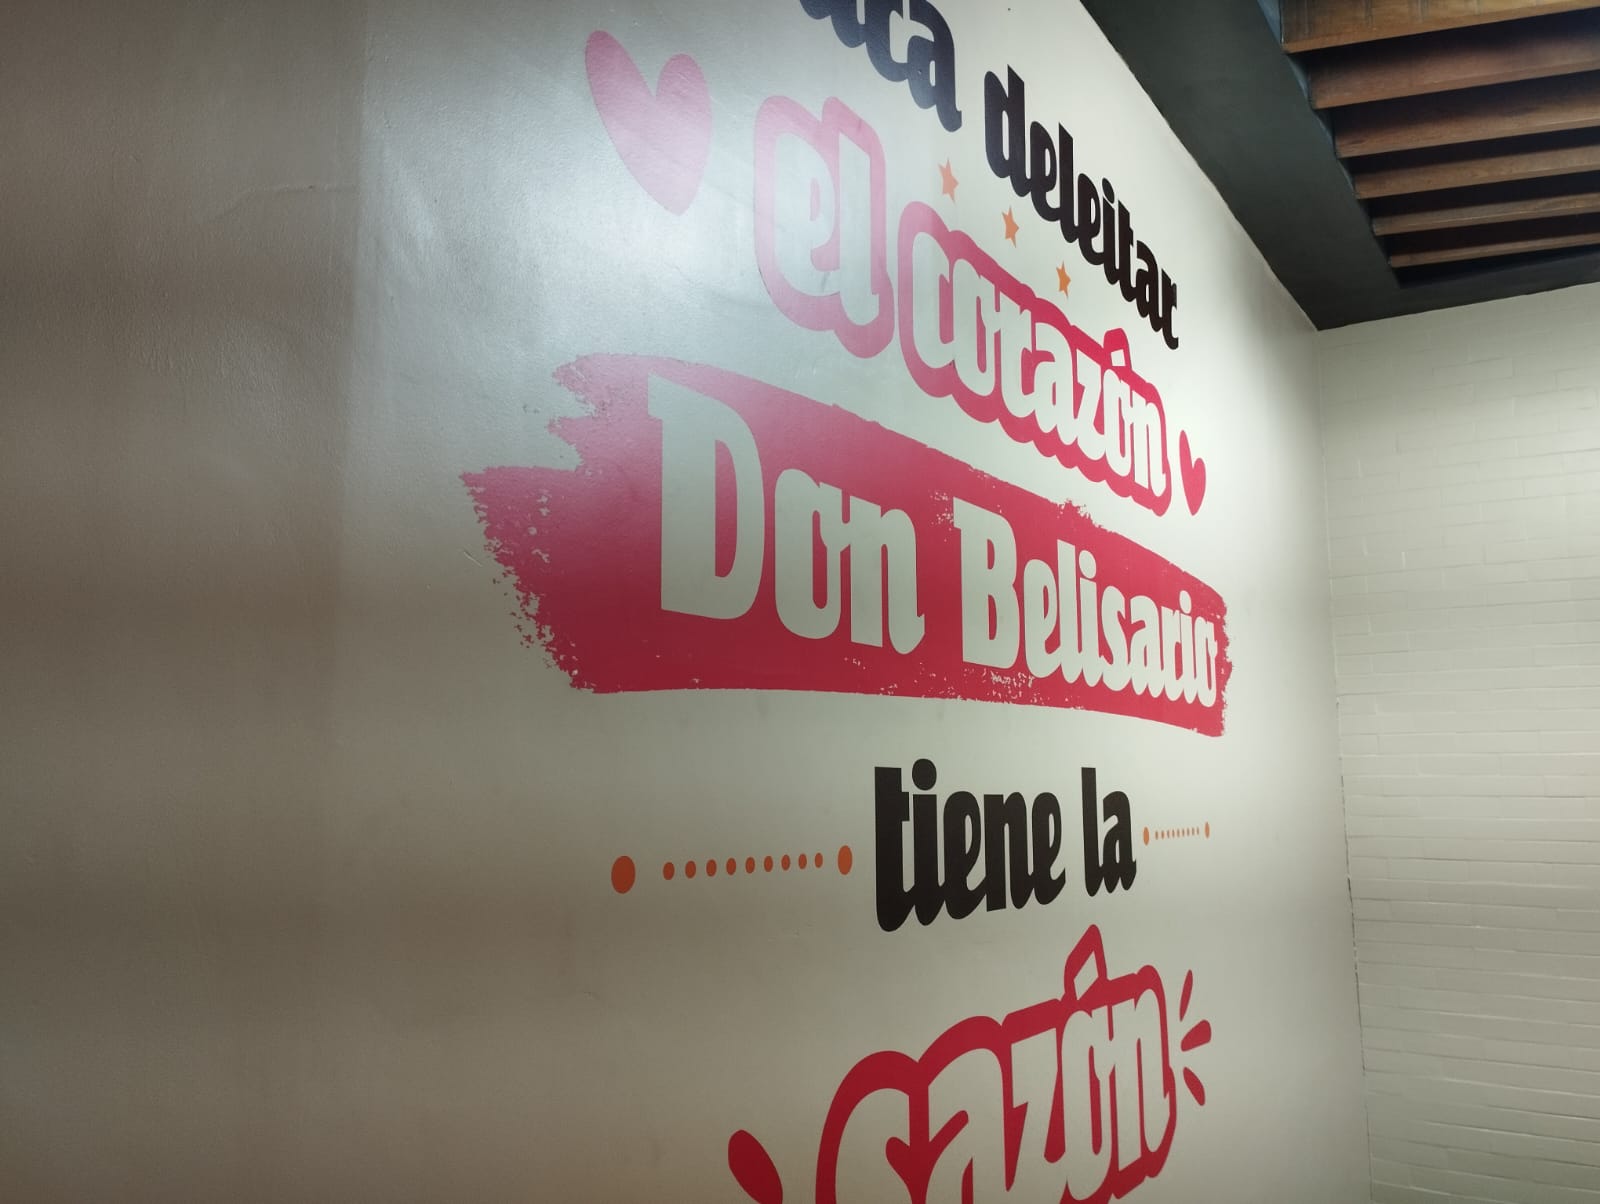 deleitar
el corazón
Don Belisario
tiene la
sazón